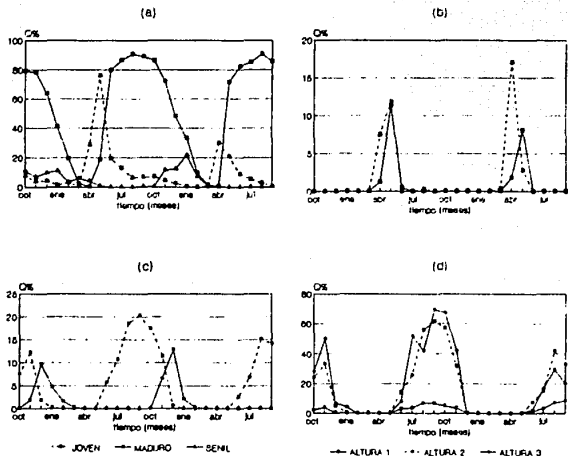 (a)
Q%
100
80
60
40
20
0
oct ene abr jul oct ene abr jul
tiempo (meses)
(b)
Q%
20
15
10
5
0
oct ene abr jul oct ene abr jul
tiempo (meses)
(c)
Q%
25
20
15
10
5
0
oct ene abr jul oct ene abr jul
tiempo (meses)
JOVEN MADURO SENIL
(d)
Q%
80
60
40
20
0
oct ene abr jul oct ene abr jul
tiempo (meses)
ALTURA 1 ALTURA 2 ALTURA 3